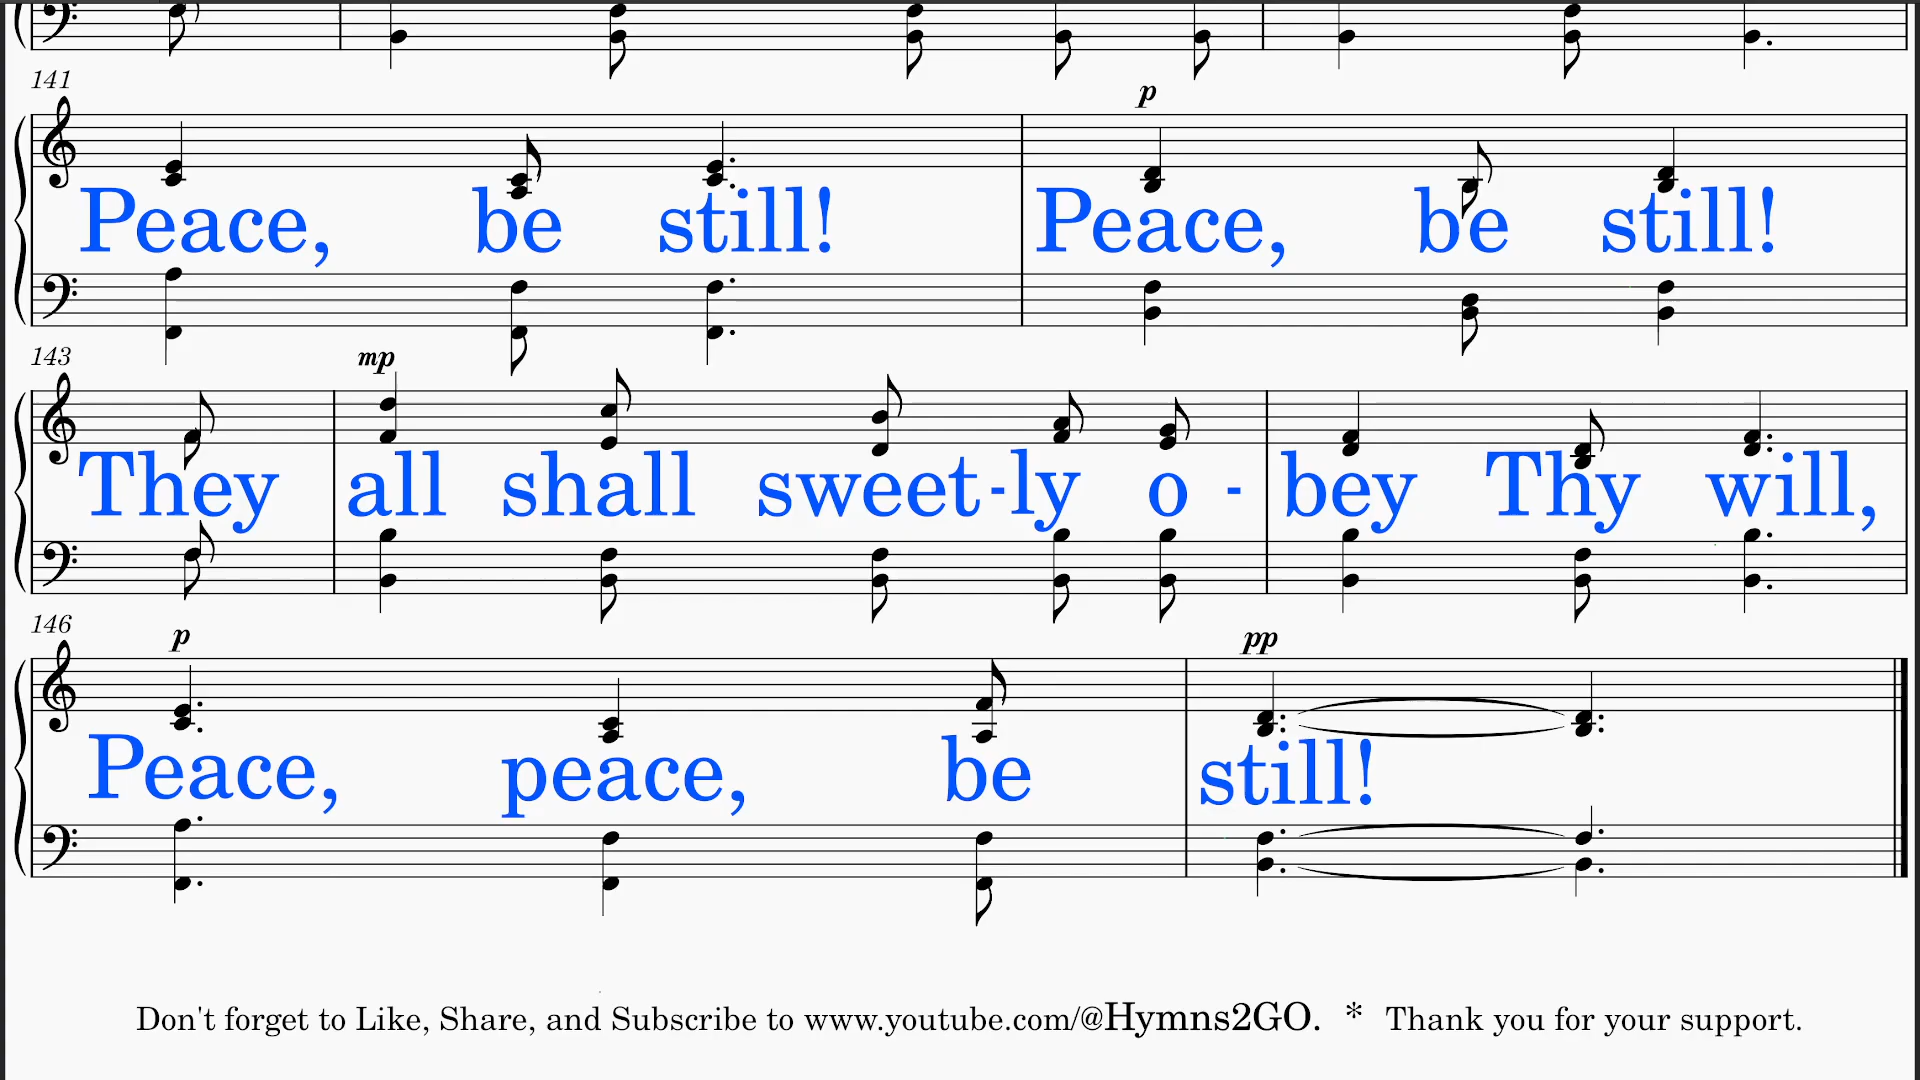 141
p
Peace, be still! Peace, be still!
143
mp
They all shall sweet-ly o - bey Thy will,
146
p pp
Peace, peace, be still!
Don't forget to Like, Share, and Subscribe to www.youtube.com/@Hymns2GO. * Thank you for your support.